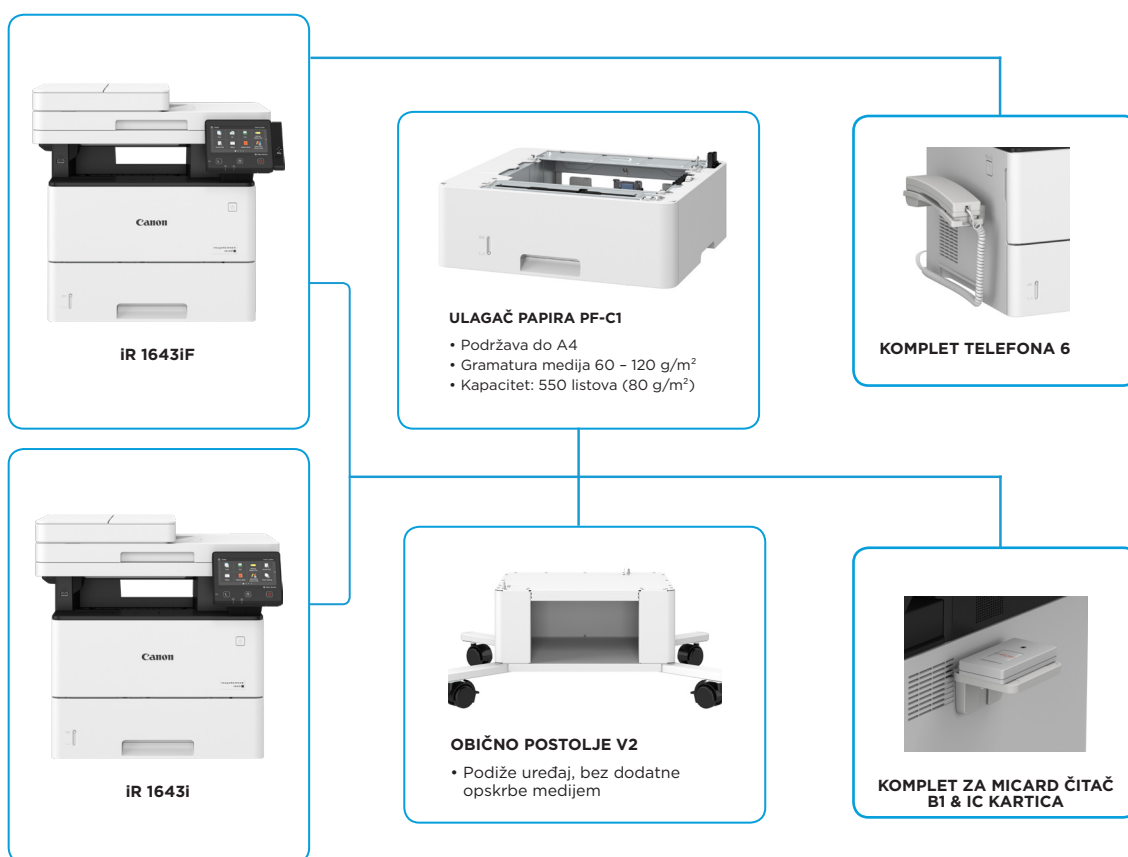 Canon
iR 1643iF
ULAGAČ PAPIRA PF-C1
• Podržava do A4
• Gramatura medija 60 – 120 g/m²
• Kapacitet: 550 listova (80 g/m²)
KOMPLET TELEFONA 6
Canon
iR 1643i
OBIČNO POSTOLJE V2
• Podiže uređaj, bez dodatne
opskrbe medijem
KOMPLET ZA MICARD ČITAČ
B1 & IC KARTICA